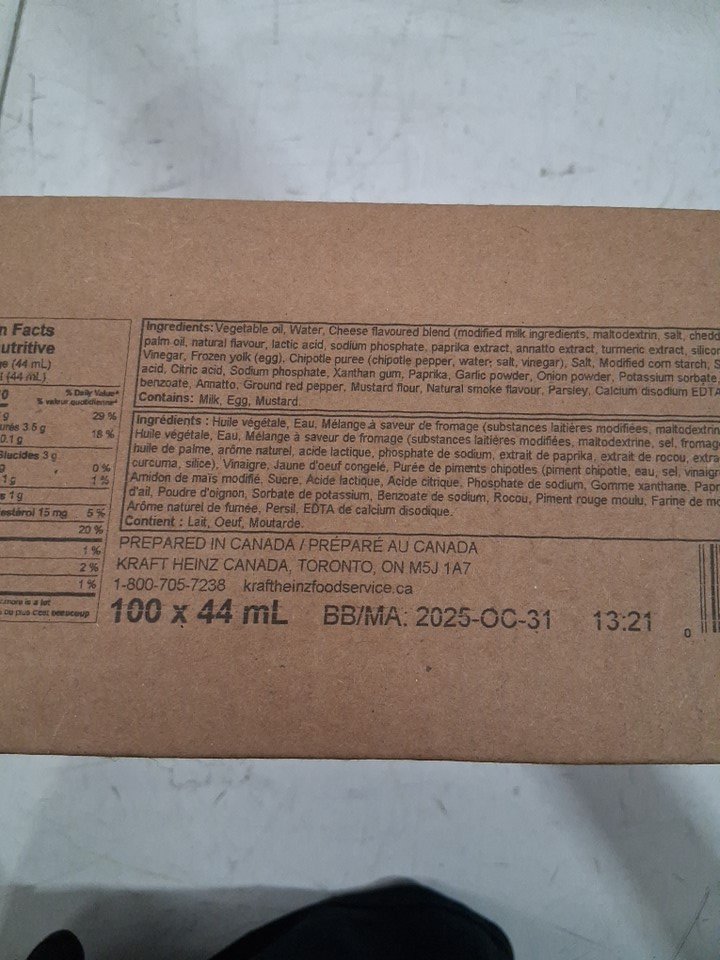 n Facts
utritive
ge (44 mL)
l (44 mL)
0
% Daily Value*
% valeur quotidienne*
g
29 %
urés 3.5 g
0.1 g
18 %
Glucides 3 g
g
0 %
1 g
1 %
s 1 g
estérol 15 mg 5 %
20 %
1 %
2 %
1 %
more is a lot
ou plus c'est beaucoup
Ingredients: Vegetable oil, Water, Cheese flavoured blend (modified milk ingredients, maltodextrin, salt, chedd
palm oil, natural flavour, lactic acid, sodium phosphate, paprika extract, annatto extract, turmeric extract, silicon
Vinegar, Frozen yolk (egg), Chipotle puree (chipotle pepper, water, salt, vinegar), Salt, Modified corn starch, S
acid, Citric acid, Sodium phosphate, Xanthan gum, Paprika, Garlic powder, Onion powder, Potassium sorbate
benzoate, Annatto, Ground red pepper, Mustard flour, Natural smoke flavour, Parsley, Calcium disodium EDTA
Contains: Milk, Egg, Mustard.
Ingrédients : Huile végétale, Eau, Mélange à saveur de fromage (substances laitières modifiées, maltodextrin
Huile végétale, Eau, Mélange à saveur de fromage (substances laitières modifiées, maltodextrine, sel, fromag
huile de palme, arôme naturel, acide lactique, phosphate de sodium, extrait de paprika, extrait de rocou, extra
curcuma, silice), Vinaigre, Jaune d'oeuf congelé, Purée de piments chipotles (piment chipotle, eau, sel, vinaigr
Amidon de maïs modifié, Sucre, Acide lactique, Acide citrique, Phosphate de sodium, Gomme xanthane, Papr
d'ail, Poudre d'oignon, Sorbate de potassium, Benzoate de sodium, Rocou, Piment rouge moulu, Farine de mo
Arôme naturel de fumée, Persil, EDTA de calcium disodique.
Contient : Lait, Oeuf, Moutarde.
PREPARED IN CANADA / PRÉPARÉ AU CANADA
KRAFT HEINZ CANADA, TORONTO, ON M5J 1A7
1-800-705-7238 kraftheinzfoodservice.ca
100 x 44 mL BB/MA: 2025-OC-31 13:21
0